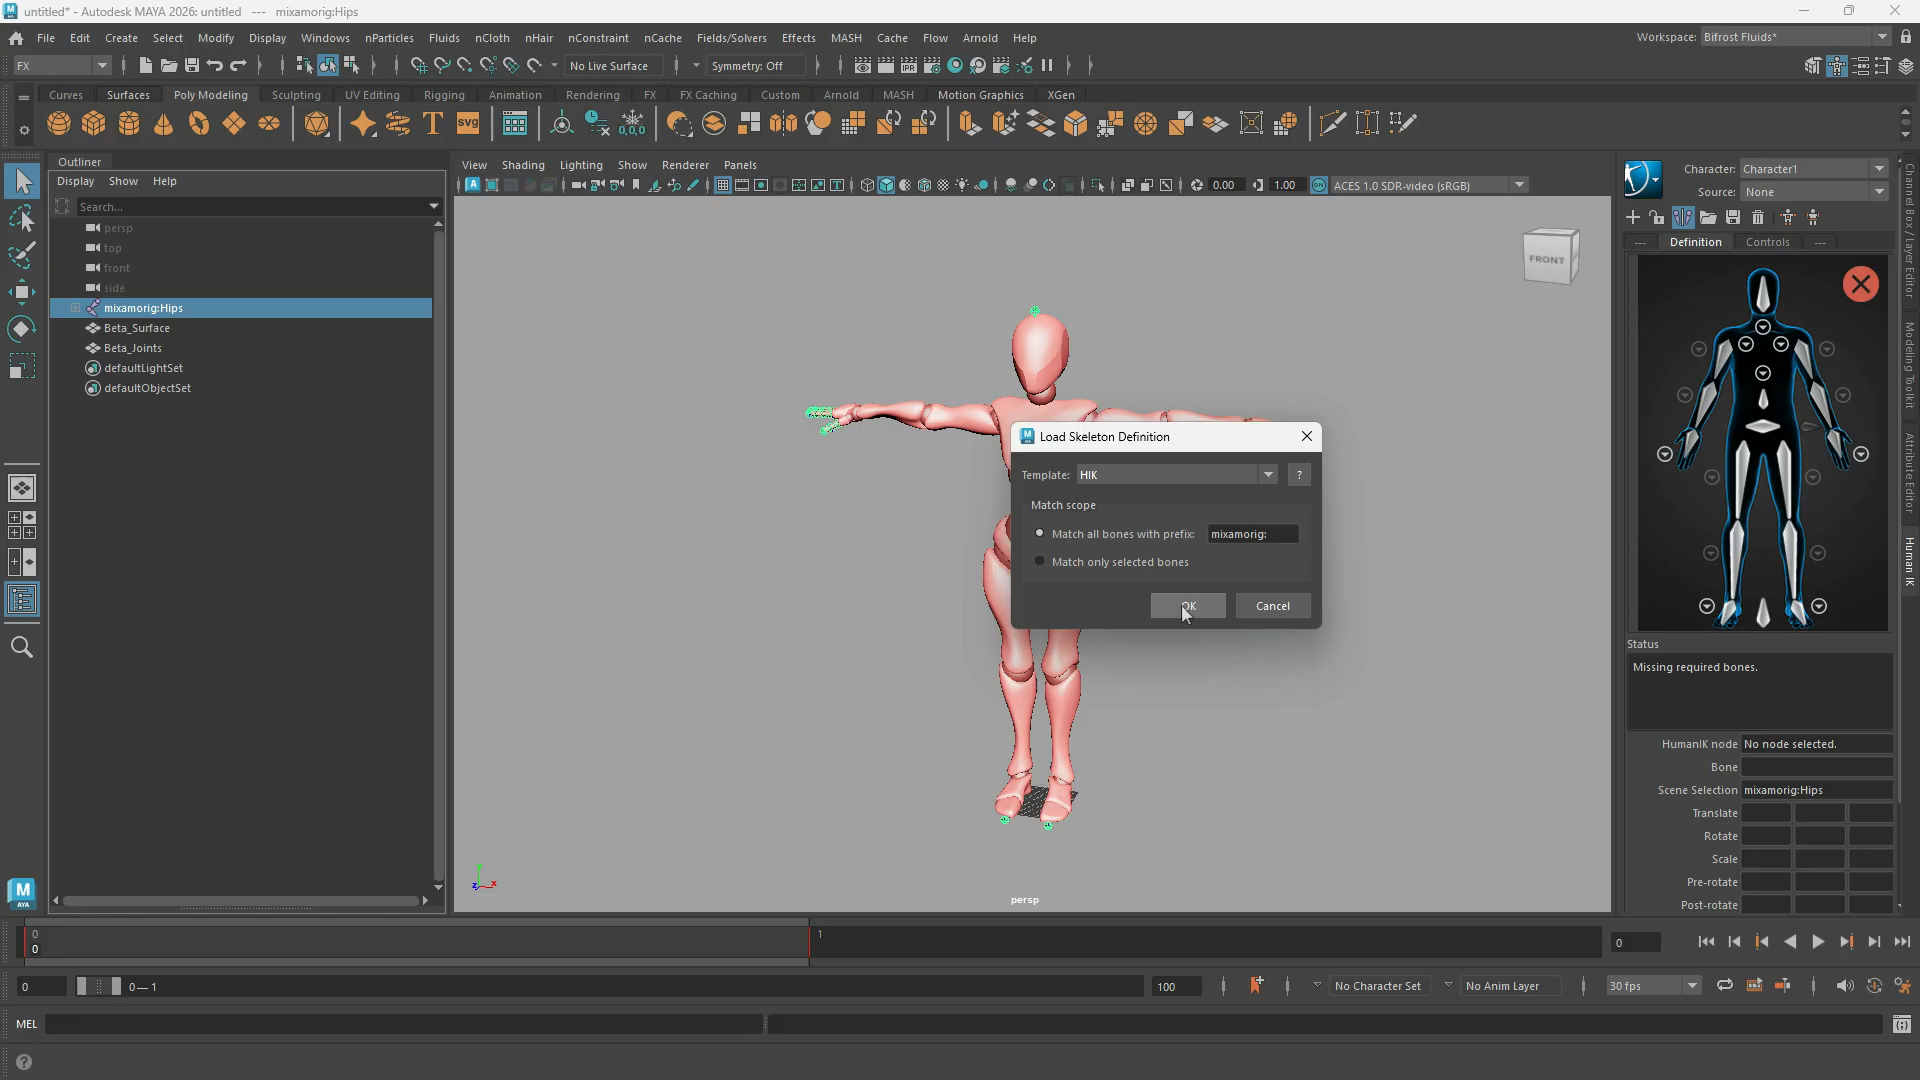 untitled* - Autodesk MAYA 2026: untitled --- mixamorig:Hips
File Edit Create Select Modify Display Windows nParticles Fluids nCloth nHair nConstraint nCache Fields/Solvers Effects MASH Cache Flow Arnold Help
Workspace: Bifrost Fluids*
FX
No Live Surface
Symmetry: Off
IPR
Curves Surfaces Poly Modeling Sculpting UV Editing Rigging Animation Rendering FX FX Caching Custom Arnold MASH Motion Graphics XGen
T
SVG
0,0,0
Outliner
Display Show Help
Search...
persp
top
front
side
mixamorig:Hips
Beta_Surface
Beta_Joints
defaultLightSet
defaultObjectSet
View Shading Lighting Show Renderer Panels
0.00
1.00
ACES 1.0 SDR-video (sRGB)
FRONT
Load Skeleton Definition
Template: HIK
?
Match scope
Match all bones with prefix: mixamorig:
Match only selected bones
OK
Cancel
persp
Character: Character1
Source: None
--- Definition Controls ---
Status
Missing required bones.
HumanIK node No node selected.
Bone
Scene Selection mixamorig:Hips
Translate
Rotate
Scale
Pre-rotate
Post-rotate
Channel Box / Layer Editor
Modeling Toolkit
Attribute Editor
Human IK
M
AYA
0
0
1
0
0
0 — 1
100
No Character Set
No Anim Layer
30 fps
MEL